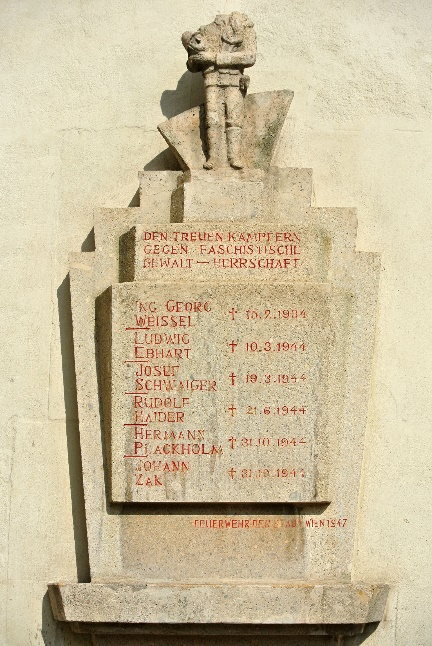 DEN TREUEN KÄMPFERN
GEGEN FASCHISTISCHE
GEWALT—HERRSCHAFT
ING GEORG
WEISSEL † 15.2.1934
LUDWIG
EBHART † 10.3.1944
JOSEF
SCHWAIGER † 19.3.1944
RUDOLF
HAIDER † 21.6.1944
HERMANN
PLACKHOLM † 31.10.1944
JOHANN
ZAK † 31.10.1944
FEUERWEHR DER STADT WIEN 1947